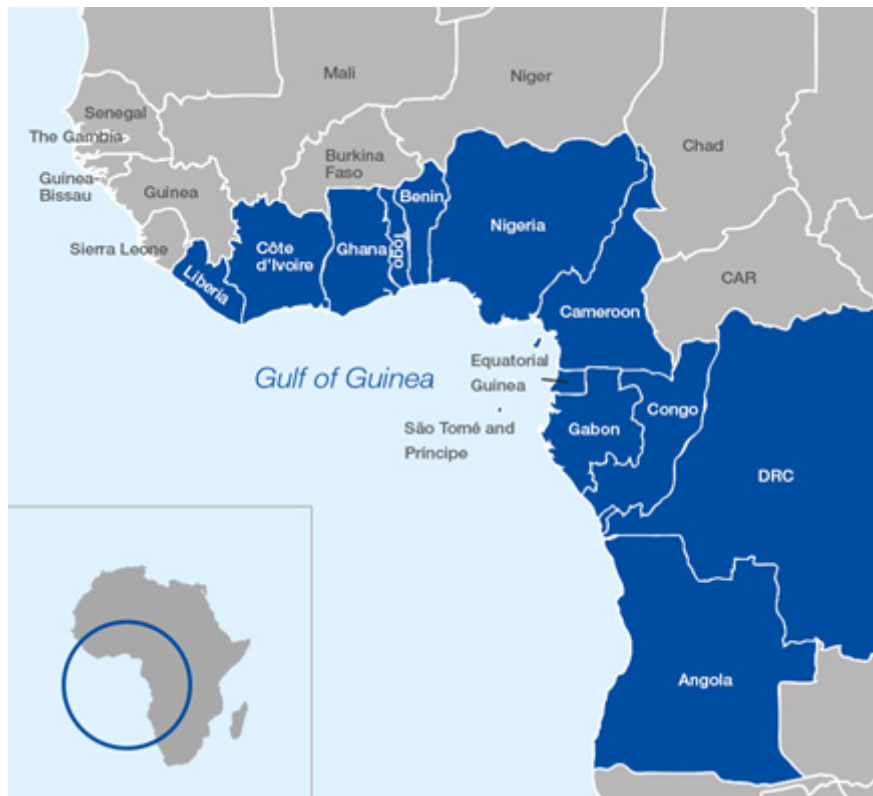 Mali
Niger
Senegal
Chad
The Gambia
Burkina
Faso
Guinea-
Bissau
Guinea
Benin
Nigeria
Sierra Leone
Côte
d'Ivoire
Ghana
Togo
Liberia
CAR
Cameroon
Equatorial
Guinea
Gulf of Guinea
Congo
São Tomé and
Principe
Gabon
DRC
Angola